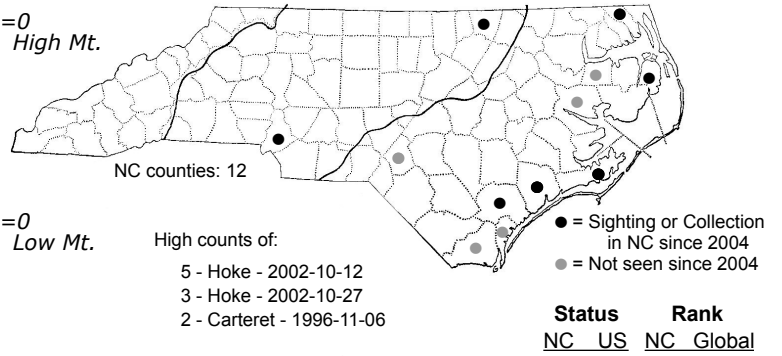 =0
High Mt.
NC counties: 12
=0
Low Mt.
High counts of:
5 - Hoke - 2002-10-12
3 - Hoke - 2002-10-27
2 - Carteret - 1996-11-06
= Sighting or Collection
in NC since 2004
= Not seen since 2004
Status Rank
NC US NC Global